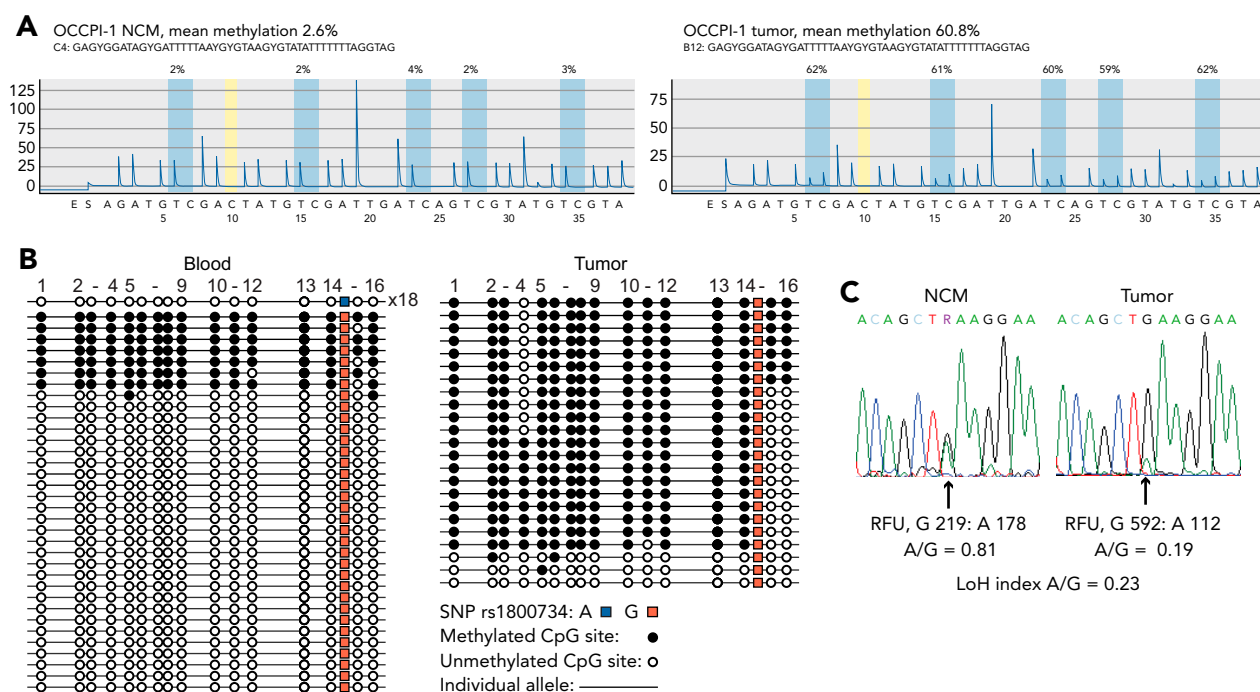 A
OCCPI-1 NCM, mean methylation 2.6%
C4: GAGYGGATAGYGATTTTTAAYGYGTAAGYGTATATTTTTTTAGGTAG
2% 2% 4% 2% 3%
125
100
75
50
25
0
E S A G A T G T C G A C T A T G T C G T A T G A T C A G T C G T A T G T C G T A
5 10 15 20 25 30 35
OCCPI-1 tumor, mean methylation 60.8%
B12: GAGYGGATAGYGATTTTTAAYGYGTAAGYGTATATTTTTTTAGGTAG
62% 61% 60% 59% 62%
75
50
25
0
E S A G A T G T C G A C T A T G T C G T A T G A T C A G T C G T A T G T C G T A
5 10 15 20 25 30 35
B
Blood
1 2 - 4 5 - 9 10 - 12 13 14 - 16
x18
Tumor
1 2 - 4 5 - 9 10 - 12 13 14 - 16
SNP rs1800734: A G
Methylated CpG site:
Unmethylated CpG site:
Individual allele:
C
NCM
A C A G C T R A A G G A A
RFU, G 219: A 178
A/G = 0.81
Tumor
A C A G C T G A A G G A A
RFU, G 592: A 112
A/G = 0.19
LoH index A/G = 0.23